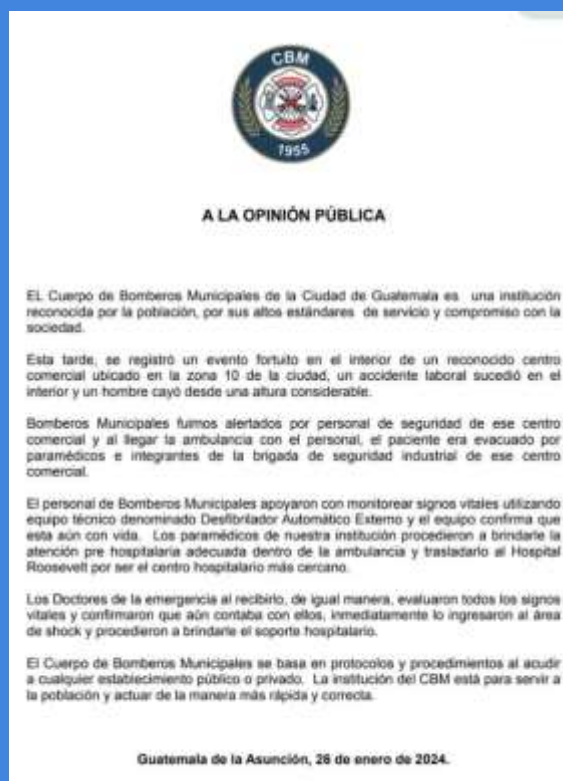 CBM
1955
A LA OPINIÓN PÚBLICA
EL Cuerpo de Bomberos Municipales de la Ciudad de Guatemala es una institución
reconocida por la población, por sus altos estándares de servicio y compromiso con la
sociedad.
Esta tarde, se registró un evento fortuito en el interior de un reconocido centro
comercial ubicado en la zona 10 de la ciudad, un accidente laboral sucedió en el
interior y un hombre cayó desde una altura considerable.
Bomberos Municipales fuimos alertados por personal de seguridad de ese centro
comercial y al llegar la ambulancia con el personal, el paciente era evacuado por
paramédicos e integrantes de la brigada de seguridad industrial de ese centro
comercial.
El personal de Bomberos Municipales apoyaron con monitorear signos vitales utilizando
equipo técnico denominado Desfibrilador Automático Externo y el equipo confirma que
esta aún con vida. Los paramédicos de nuestra institución procedieron a brindarle la
atención pre hospitalaria adecuada dentro de la ambulancia y trasladarlo al Hospital
Roosevelt por ser el centro hospitalario más cercano.
Los Doctores de la emergencia al recibirlo, de igual manera, evaluaron todos los signos
vitales y confirmaron que aún contaba con ellos, inmediatamente lo ingresaron al área
de shock y procedieron a brindarle el soporte hospitalario.
El Cuerpo de Bomberos Municipales se basa en protocolos y procedimientos al acudir
a cualquier establecimiento público o privado. La institución del CBM está para servir a
la población y actuar de la manera más rápida y correcta.
Guatemala de la Asunción, 26 de enero de 2024.